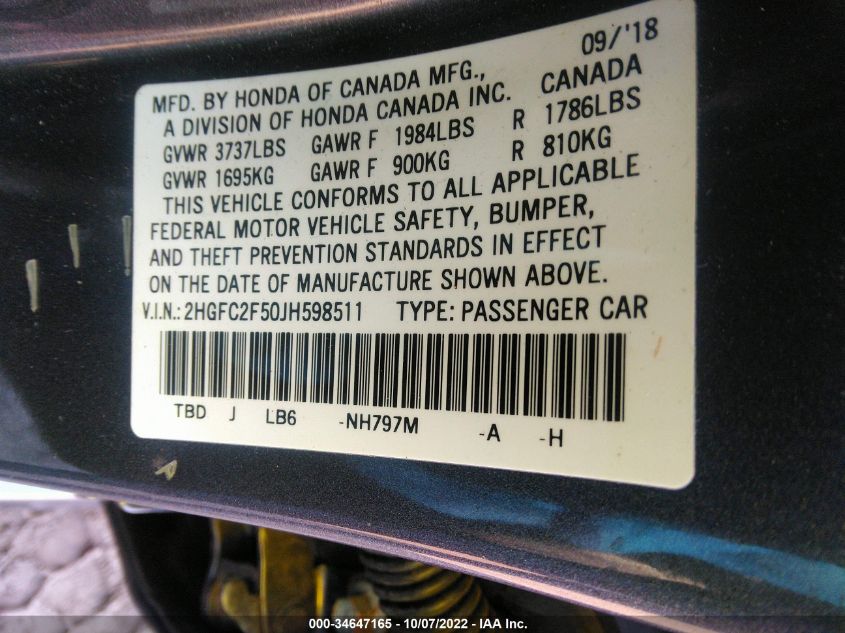 09/'18
MFD. BY HONDA OF CANADA MFG., CANADA
A DIVISION OF HONDA CANADA INC.
GVWR 3737LBS GAWR F 1984LBS R 1786LBS
GVWR 1695KG GAWR F 900KG R 810KG
THIS VEHICLE CONFORMS TO ALL APPLICABLE
FEDERAL MOTOR VEHICLE SAFETY, BUMPER,
AND THEFT PREVENTION STANDARDS IN EFFECT
ON THE DATE OF MANUFACTURE SHOWN ABOVE.
V.I.N.: 2HGFC2F50JH598511 TYPE: PASSENGER CAR
TBD J LB6 -NH797M -A -H
000-34647165 - 10/07/2022 - IAA Inc.